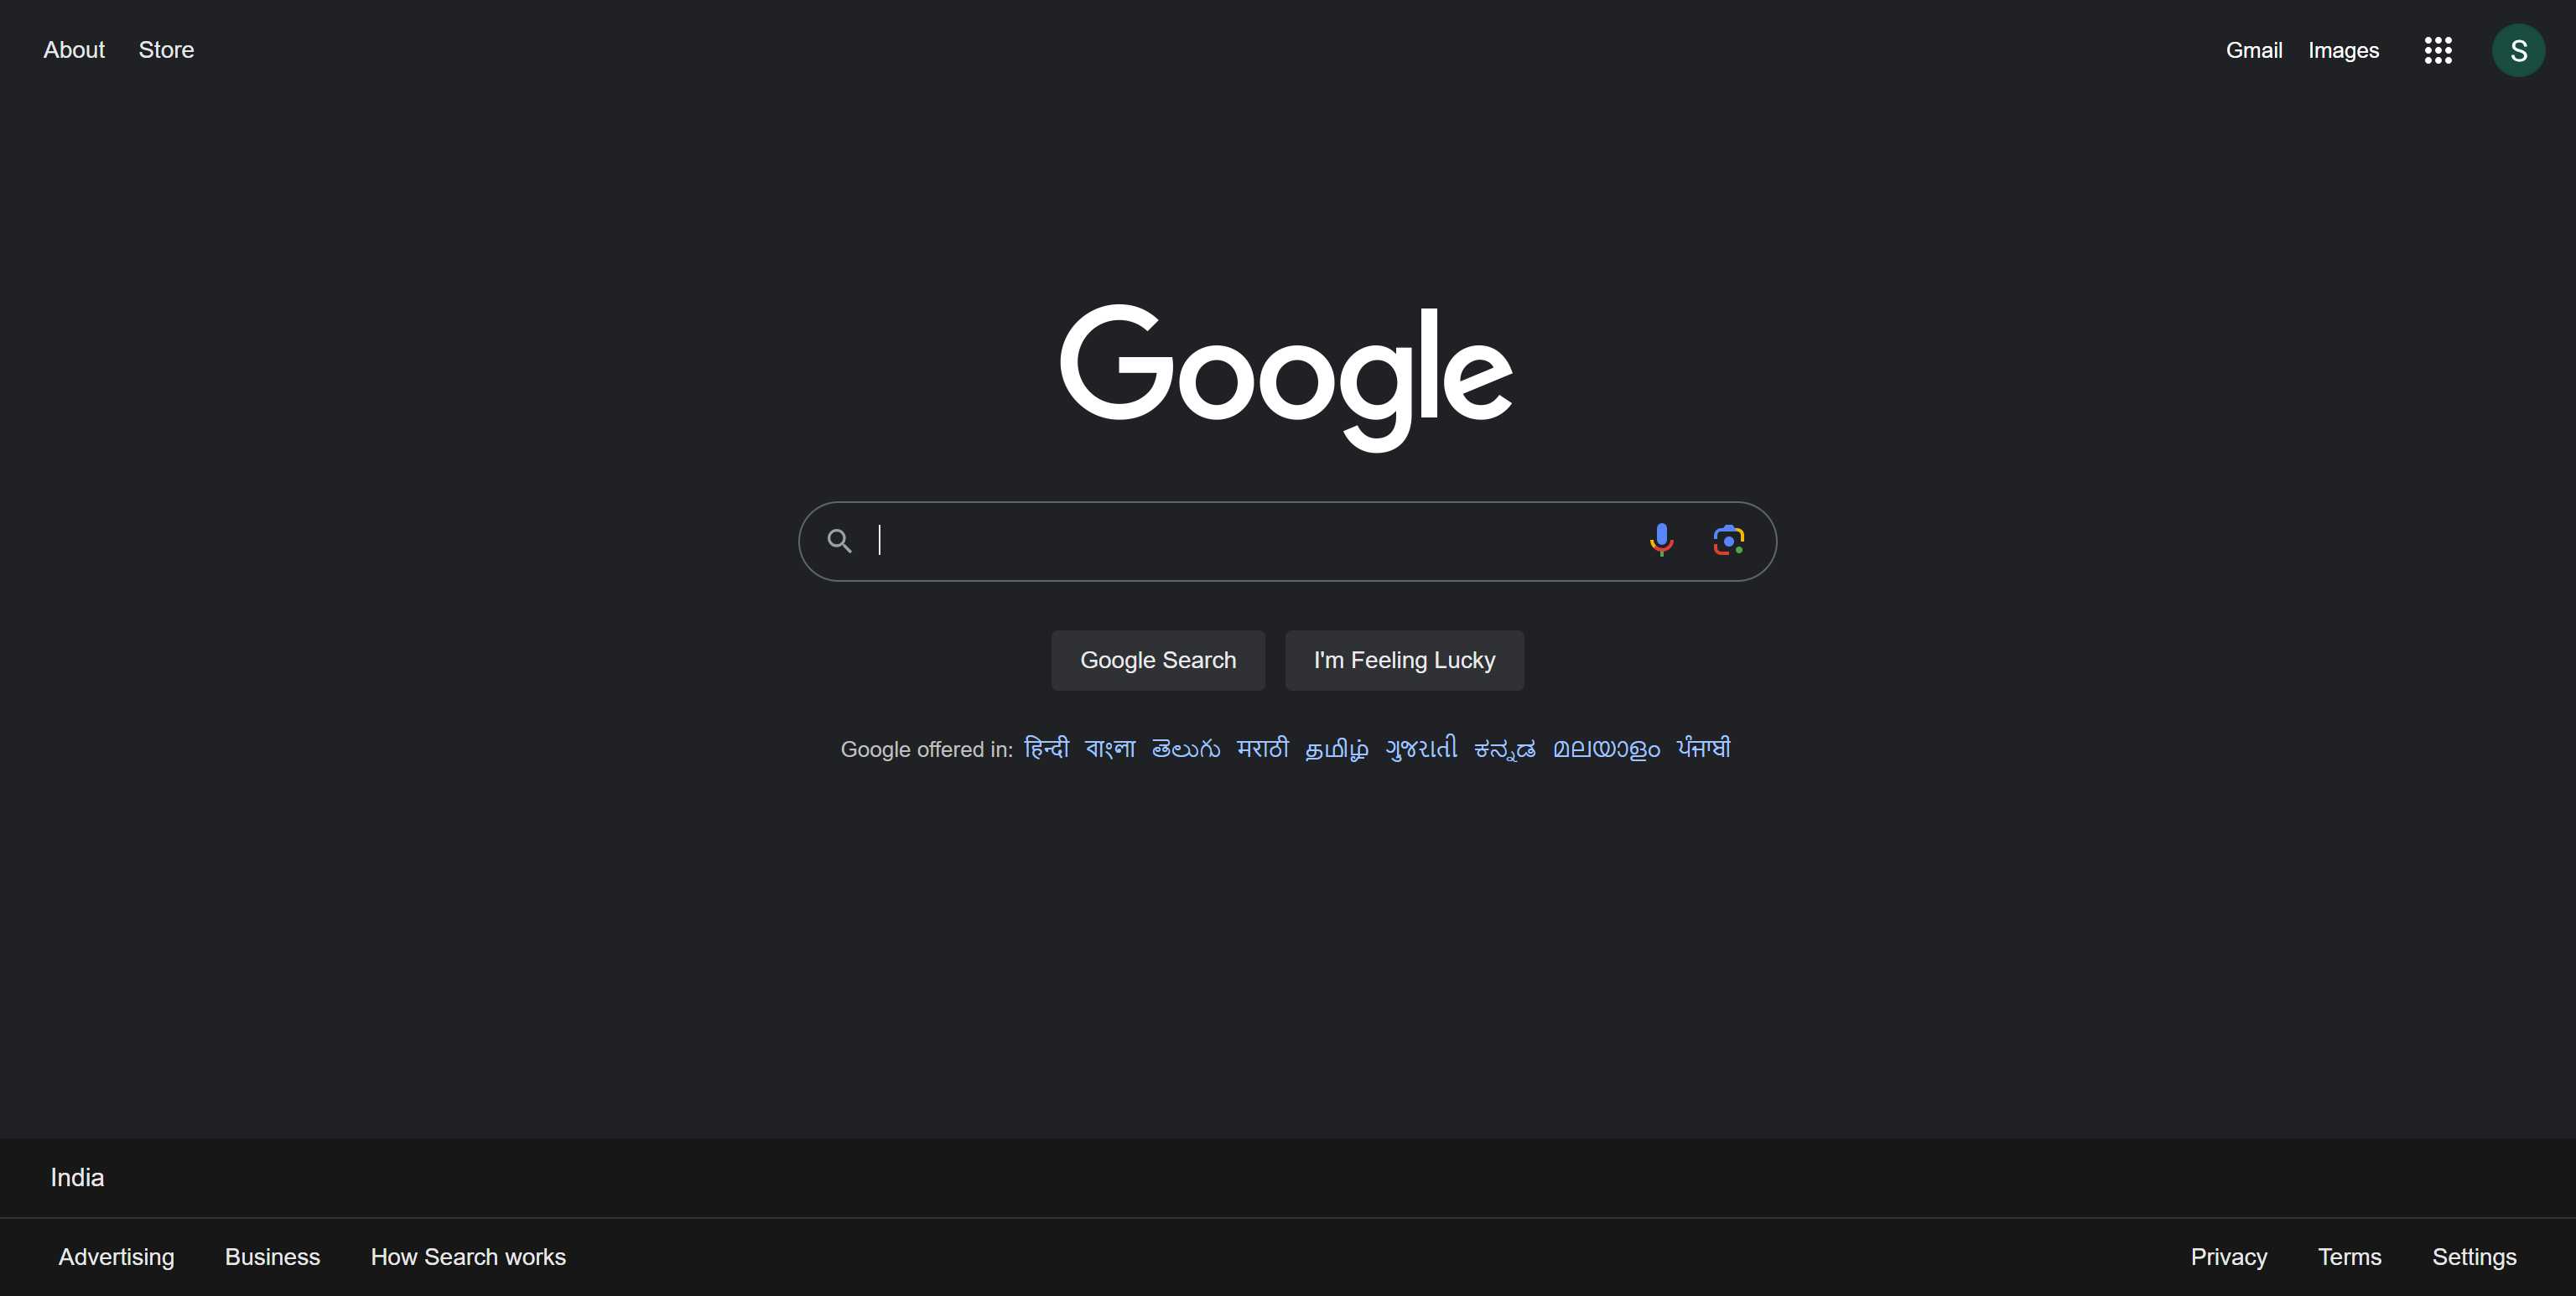 About Store
Gmail Images
S
Google
Google Search I'm Feeling Lucky
Google offered in: हिन्दी বাংলা తెలుగు मराठी தமிழ் ગુજરાતી ಕನ್ನಡ മലയാളം ਪੰਜਾਬੀ
India
Advertising Business How Search works
Privacy Terms Settings